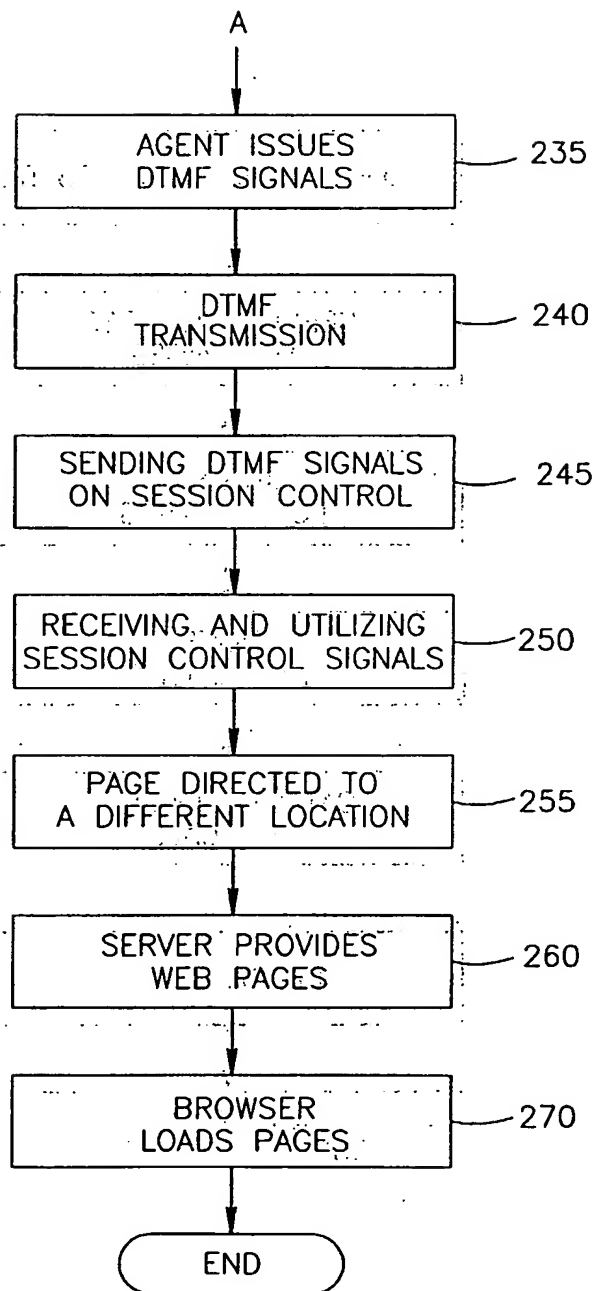 A
AGENT ISSUES
DTMF SIGNALS
235
DTMF
TRANSMISSION
240
SENDING DTMF SIGNALS
ON SESSION CONTROL
245
RECEIVING AND UTILIZING
SESSION CONTROL SIGNALS
250
PAGE DIRECTED TO
A DIFFERENT LOCATION
255
SERVER PROVIDES
WEB PAGES
260
BROWSER
LOADS PAGES
270
END